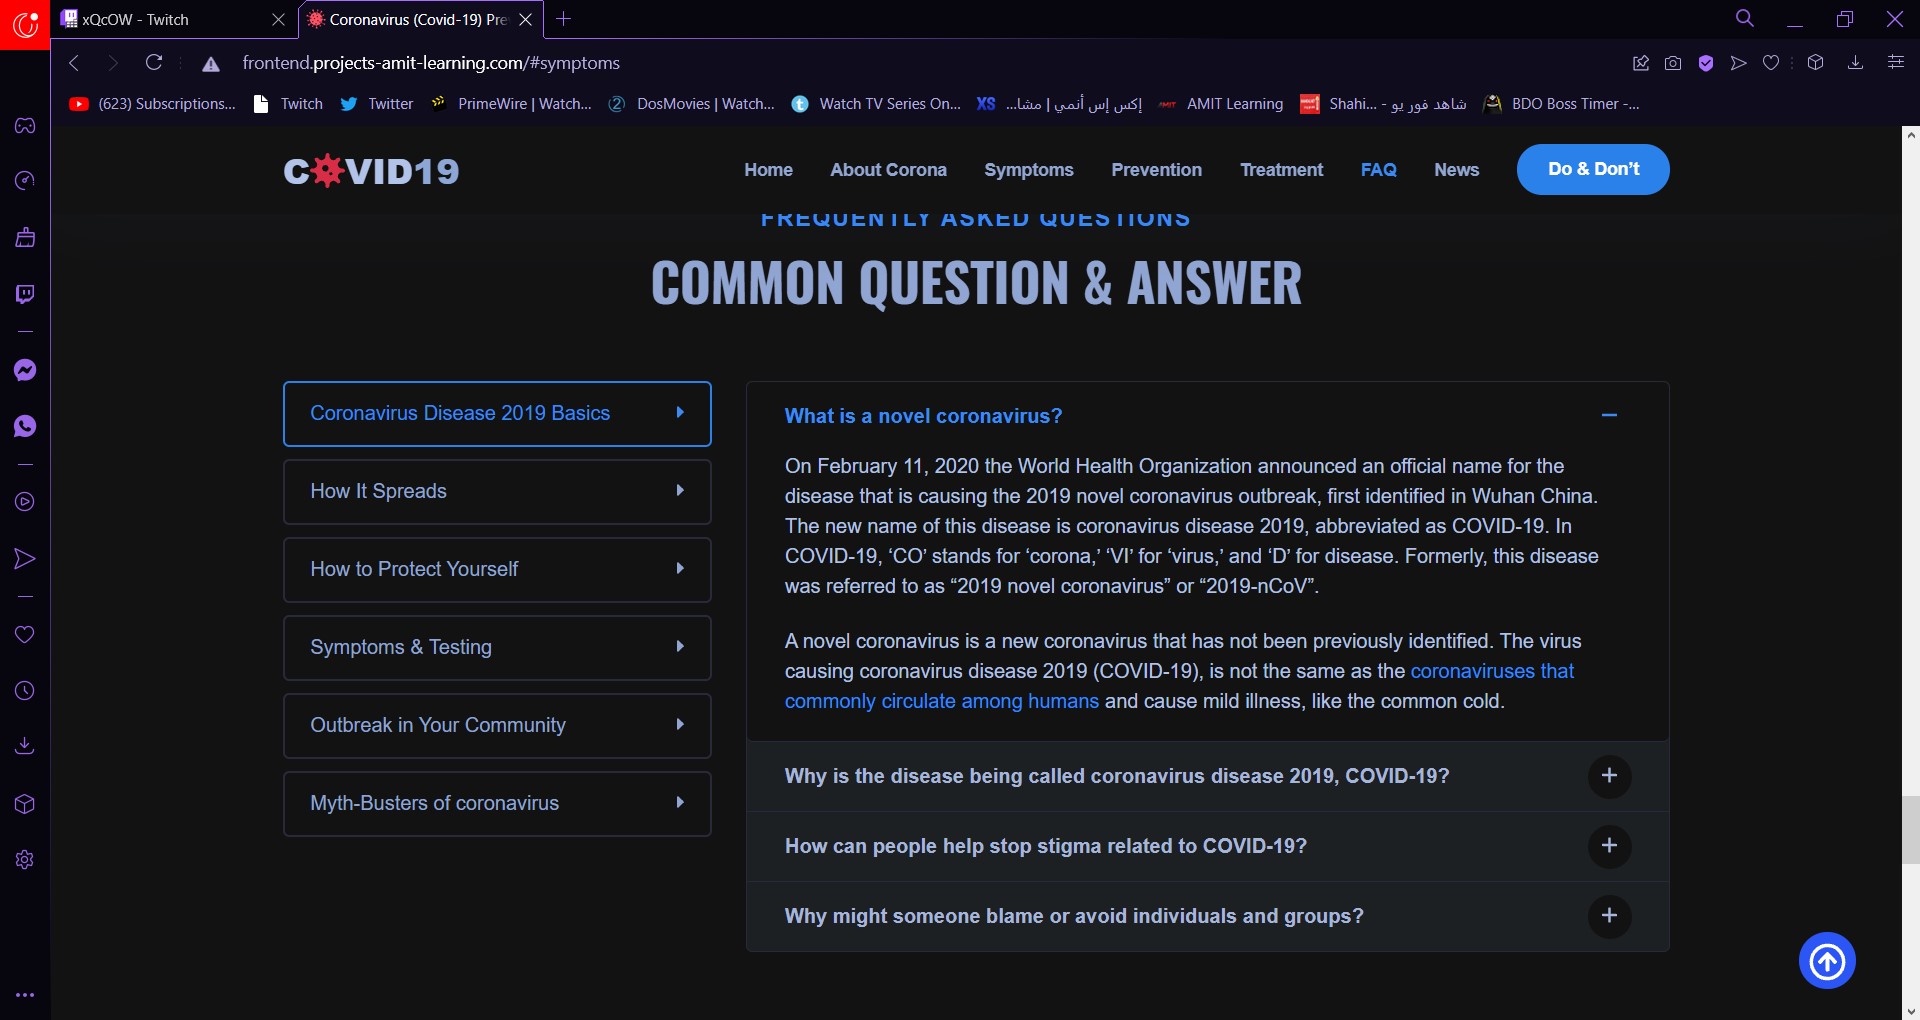 xQcOW - Twitch
Coronavirus (Covid-19) Pre
frontend.projects-amit-learning.com/#symptoms
(623) Subscriptions...
Twitch
Twitter
PrimeWire | Watch...
DosMovies | Watch...
Watch TV Series On...
XS إكس إس أنمي | مشا...
AMIT Learning
شاهد فور يو - ...Shahi
BDO Boss Timer -...
COVID19
Home
About Corona
Symptoms
Prevention
Treatment
FAQ
News
Do & Don't
FREQUENTLY ASKED QUESTIONS
COMMON QUESTION & ANSWER
Coronavirus Disease 2019 Basics
How It Spreads
How to Protect Yourself
Symptoms & Testing
Outbreak in Your Community
Myth-Busters of coronavirus
What is a novel coronavirus?
On February 11, 2020 the World Health Organization announced an official name for the
disease that is causing the 2019 novel coronavirus outbreak, first identified in Wuhan China.
The new name of this disease is coronavirus disease 2019, abbreviated as COVID-19. In
COVID-19, ‘CO’ stands for ‘corona,’ ‘VI’ for ‘virus,’ and ‘D’ for disease. Formerly, this disease
was referred to as “2019 novel coronavirus” or “2019-nCoV”.
A novel coronavirus is a new coronavirus that has not been previously identified. The virus
causing coronavirus disease 2019 (COVID-19), is not the same as the coronaviruses that
commonly circulate among humans and cause mild illness, like the common cold.
Why is the disease being called coronavirus disease 2019, COVID-19?
How can people help stop stigma related to COVID-19?
Why might someone blame or avoid individuals and groups?